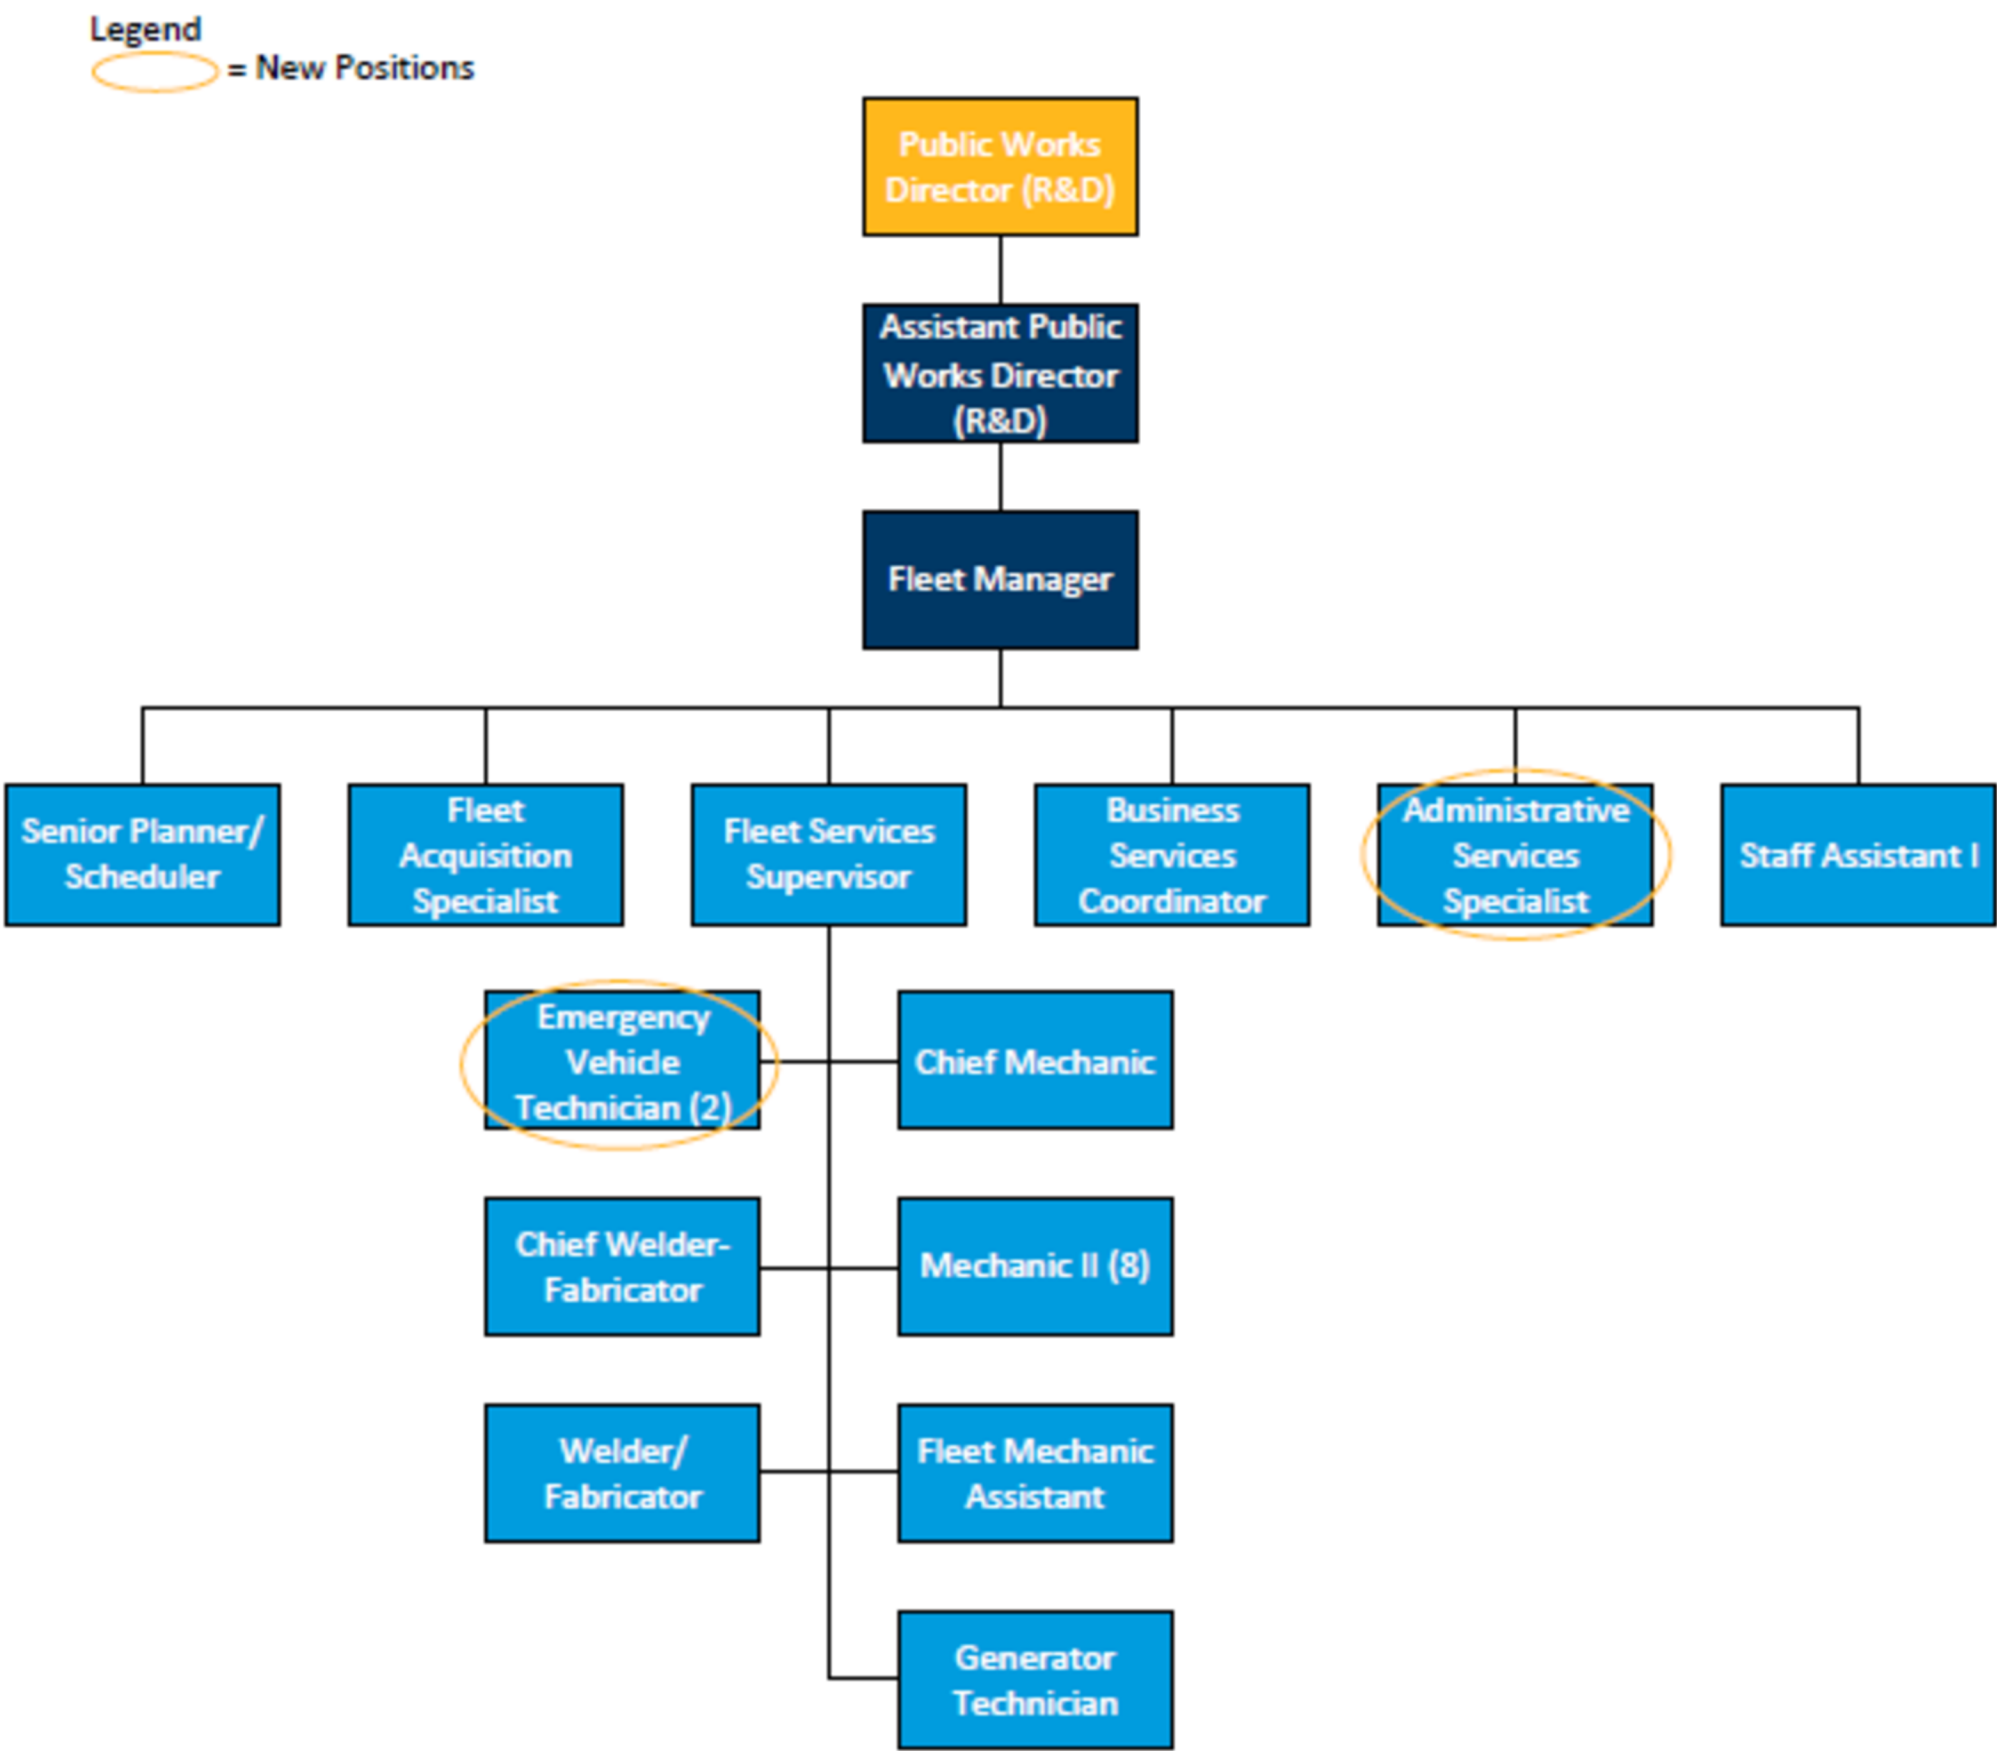 Legend
= New Positions
Public Works
Director (R&D)
Assistant Public
Works Director
(R&D)
Fleet Manager
Senior Planner/
Scheduler
Fleet
Acquisition
Specialist
Fleet Services
Supervisor
Business
Services
Coordinator
Administrative
Services
Specialist
Staff Assistant I
Emergency
Vehicle
Technician (2)
Chief Mechanic
Chief Welder-
Fabricator
Mechanic II (8)
Welder/
Fabricator
Fleet Mechanic
Assistant
Generator
Technician